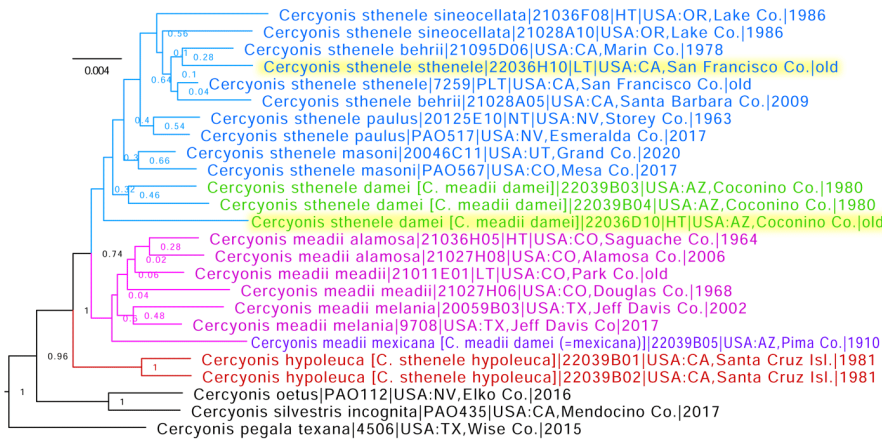 Cercyonis sthenele sineocellata|21036F08|HT|USA:OR,Lake Co.|1986
0.56
Cercyonis sthenele sineocellata|21028A10|USA:OR,Lake Co.|1986
Cercyonis sthenele behrii|21095D06|USA:CA,Marin Co.|1978
0.1
0.28
0.004
Cercyonis sthenele sthenele|22036H10|LT|USA:CA,San Francisco Co.|old
0.64
0.1
Cercyonis sthenele sthenele|7259|PLT|USA:CA,San Francisco Co.|old
0.04
Cercyonis sthenele behrii|21028A05|USA:CA,Santa Barbara Co.|2009
Cercyonis sthenele paulus|20125E10|NT|USA:NV,Storey Co.|1963
0.4
0.54
Cercyonis sthenele paulus|PAO517|USA:NV,Esmeralda Co.|2017
Cercyonis sthenele masoni|20046C11|USA:UT,Grand Co.|2020
0.3
0.66
Cercyonis sthenele masoni|PAO567|USA:CO,Mesa Co.|2017
Cercyonis sthenele damei [C. meadii damei]|22039B03|USA:AZ,Coconino Co.|1980
0.32
0.46
Cercyonis sthenele damei [C. meadii damei]|22039B04|USA:AZ,Coconino Co.|1980
Cercyonis sthenele damei [C. meadii damei]|22036D10|HT|USA:AZ,Coconino Co.|old
Cercyonis meadii alamosa|21036H05|HT|USA:CO,Saguache Co.|1964
0.28
0.74
Cercyonis meadii alamosa|21027H08|USA:CO,Alamosa Co.|2006
0.02
Cercyonis meadii meadii|21011E01|LT|USA:CO,Park Co.|old
0.06
Cercyonis meadii meadii|21027H06|USA:CO,Douglas Co.|1968
0.04
Cercyonis meadii melania|20059B03|USA:TX,Jeff Davis Co.|2002
1
0.48
Cercyonis meadii melania|9708|USA:TX,Jeff Davis Co|2017
Cercyonis meadii mexicana [C. meadii damei (=mexicana)]|22039B05|USA:AZ,Pima Co.|1910
0.96
Cercyonis hypoleuca [C. sthenele hypoleuca]|22039B01|USA:CA,Santa Cruz Isl.|1981
1
Cercyonis hypoleuca [C. sthenele hypoleuca]|22039B02|USA:CA,Santa Cruz Isl.|1981
1
Cercyonis oetus|PAO112|USA:NV,Elko Co.|2016
1
Cercyonis silvestris incognita|PAO435|USA:CA,Mendocino Co.|2017
Cercyonis pegala texana|4506|USA:TX,Wise Co.|2015